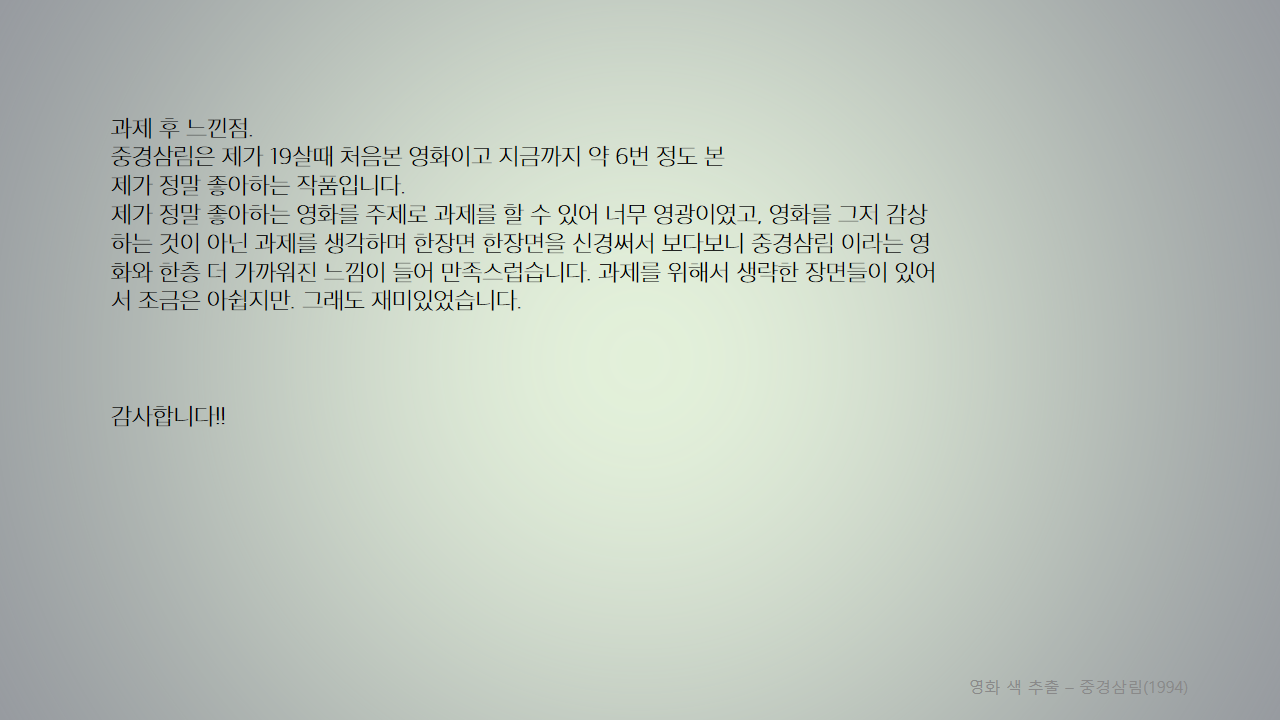 과제 후 느낀점.
중경삼림은 제가 19살때 처음본 영화이고 지금까지 약 6번 정도 본
제가 정말 좋아하는 작품입니다.
제가 정말 좋아하는 영화를 주제로 과제를 할 수 있어 너무 영광이였고, 영화를 그지 감상
하는 것이 아닌 과제를 생각하며 한장면 한장면을 신경써서 보다보니 중경삼림 이라는 영
화와 한층 더 가까워진 느낌이 들어 만족스럽습니다. 과제를 위해서 생략한 장면들이 있어
서 조금은 아쉽지만. 그래도 재미있었습니다.
감사합니다!!
영화 색 추출 – 중경삼림(1994)